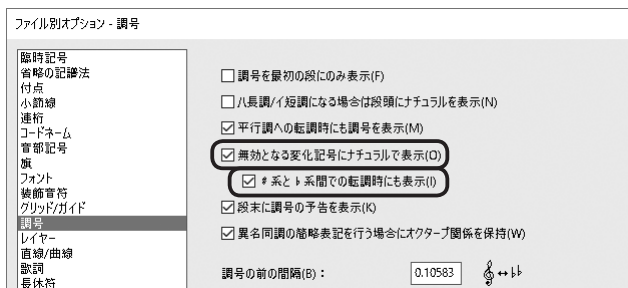 ファイル別オプション - 調号
臨時記号
省略の記譜法
付点
小節線
連桁
コードネーム
音部記号
旗
フォント
装飾音符
グリッド/ガイド
調号
レイヤー
直線/曲線
歌詞
長休符
調号を最初の段にのみ表示(F)
ハ長調/イ短調になる場合は段頭にナチュラルを表示(N)
平行調への転調時にも調号を表示(M)
無効となる変化記号にナチュラルで表示(O)
♯系と♭系間での転調時にも表示(I)
段末に調号の予告を表示(K)
異名同調の簡略表記を行う場合にオクターブ関係を保持(W)
調号の前の間隔(B)： 0.10583